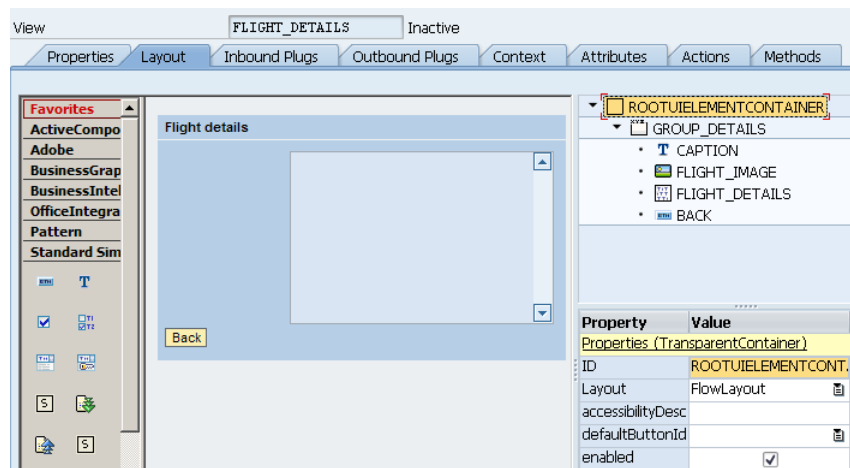 View FLIGHT_DETAILS Inactive
Properties Layout Inbound Plugs Outbound Plugs Context Attributes Actions Methods
Favorites
ActiveCompo
Adobe
BusinessGrap
BusinessIntel
OfficeIntegra
Pattern
Standard Sim
Flight details
Back
ROOTUIELEMENTCONTAINER
GROUP_DETAILS
T CAPTION
FLIGHT_IMAGE
FLIGHT_DETAILS
BACK
Property Value
Properties (TransparentContainer)
ID ROOTUIELEMENTCONT.
Layout FlowLayout
accessibilityDesc
defaultButtonId
enabled